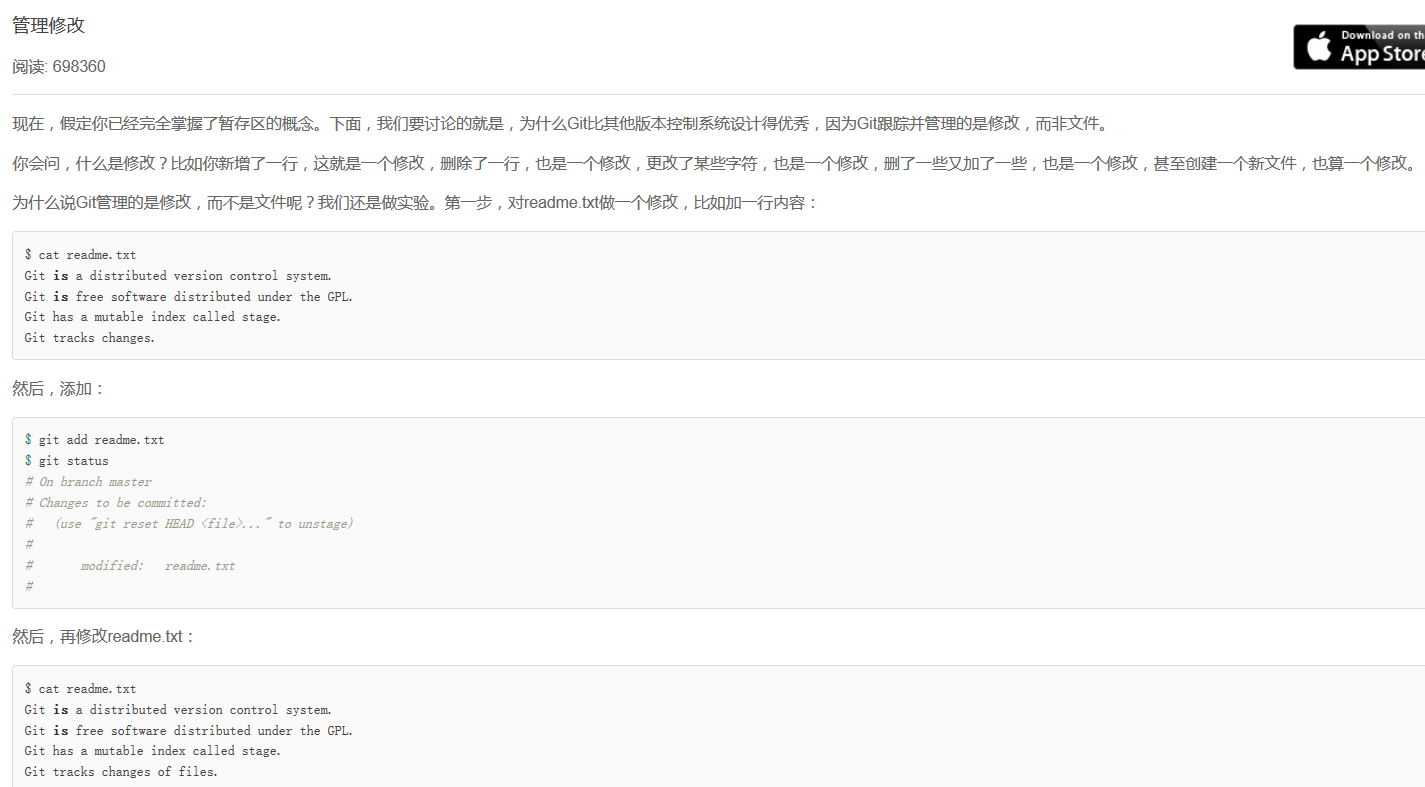 管理修改
Download on th
App Store
阅读: 698360
现在，假定你已经完全掌握了暂存区的概念。下面，我们要讨论的就是，为什么Git比其他版本控制系统设计得优秀，因为Git跟踪并管理的是修改，而非文件。
你会问，什么是修改？比如你新增了一行，这就是一个修改，删除了一行，也是一个修改，更改了某些字符，也是一个修改，删了一些又加了一些，也是一个修改，甚至创建一个新文件，也算一个修改。
为什么说Git管理的是修改，而不是文件呢？我们还是做实验。第一步，对readme.txt做一个修改，比如加一行内容：
$ cat readme.txt
Git is a distributed version control system.
Git is free software distributed under the GPL.
Git has a mutable index called stage.
Git tracks changes.
然后，添加：
$ git add readme.txt
$ git status
# On branch master
# Changes to be committed:
#   (use "git reset HEAD <file>..." to unstage)
#
#       modified:   readme.txt
#
然后，再修改readme.txt：
$ cat readme.txt
Git is a distributed version control system.
Git is free software distributed under the GPL.
Git has a mutable index called stage.
Git tracks changes of files.